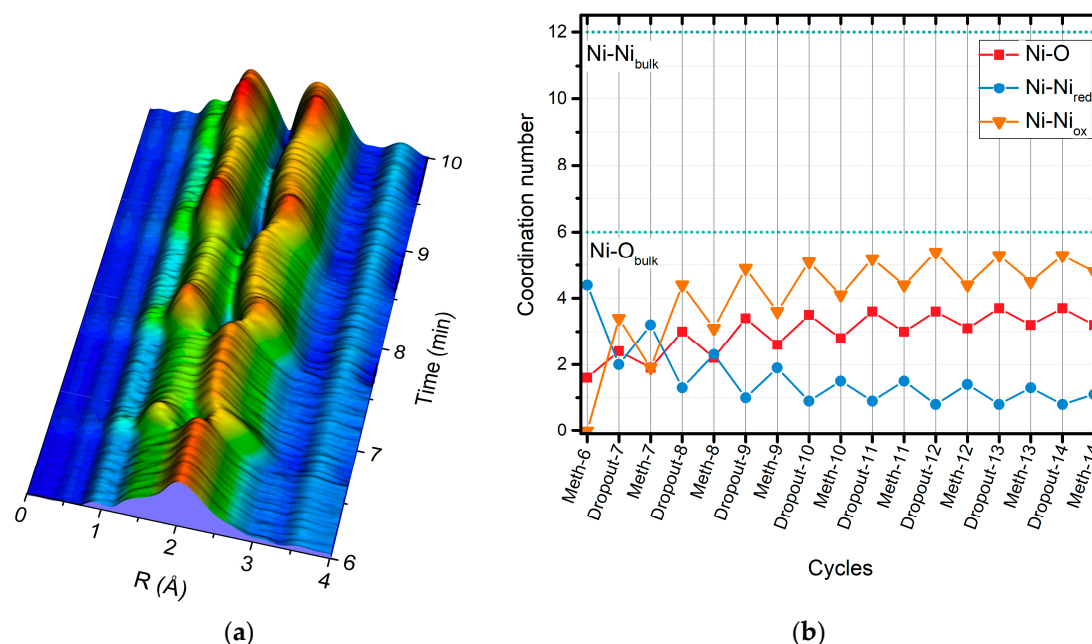 0
1
2
3
4
R (Å)
6
7
8
9
10
Time (min)
(a)
12
10
8
6
4
2
0
Coordination number
Ni-Ni bulk
Ni-O bulk
Ni-O
Ni-Ni red
Ni-Ni ox
Meth-6
Dropout-7
Meth-7
Dropout-8
Meth-8
Dropout-9
Meth-9
Dropout-10
Meth-10
Dropout-11
Meth-11
Dropout-12
Meth-12
Dropout-13
Meth-13
Dropout-14
Meth-14
Cycles
(b)